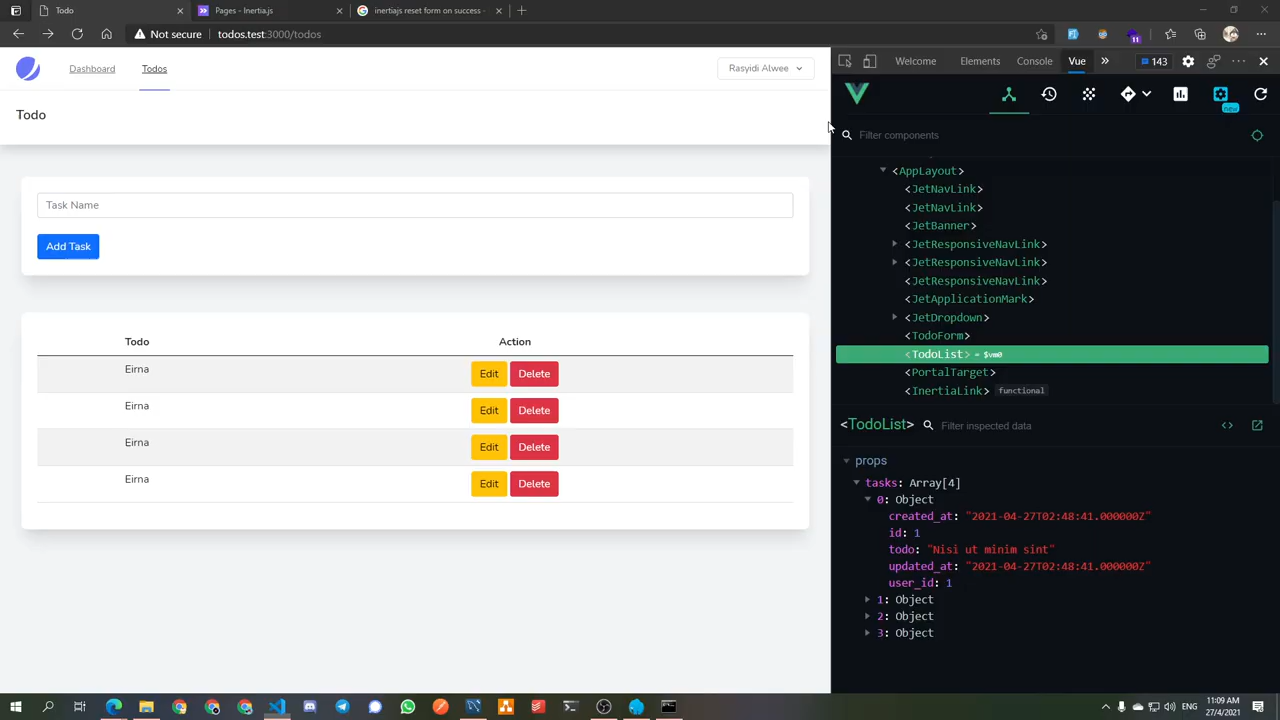 Todo
Pages - Inertia.js
inertiajs reset form on success -
Not secure
todos.test:3000/todos
11
Dashboard
Todos
Rasyidi Alwee
Todo
Task Name
Add Task
Todo
Action
Eirna
Edit
Delete
Eirna
Edit
Delete
Eirna
Edit
Delete
Eirna
Edit
Delete
Welcome
Elements
Console
Vue
143
new
Filter components
<AppLayout>
<JetNavLink>
<JetNavLink>
<JetBanner>
<JetResponsiveNavLink>
<JetResponsiveNavLink>
<JetResponsiveNavLink>
<JetApplicationMark>
<JetDropdown>
<TodoForm>
<TodoList> = $vm0
<PortalTarget>
<InertiaLink> functional
<TodoList>
Filter inspected data
props
tasks: Array[4]
0: Object
created_at: "2021-04-27T02:48:41.000000Z"
id: 1
todo: "Nisi ut minim sint"
updated_at: "2021-04-27T02:48:41.000000Z"
user_id: 1
1: Object
2: Object
3: Object
ENG
11:09 AM
27/4/2021